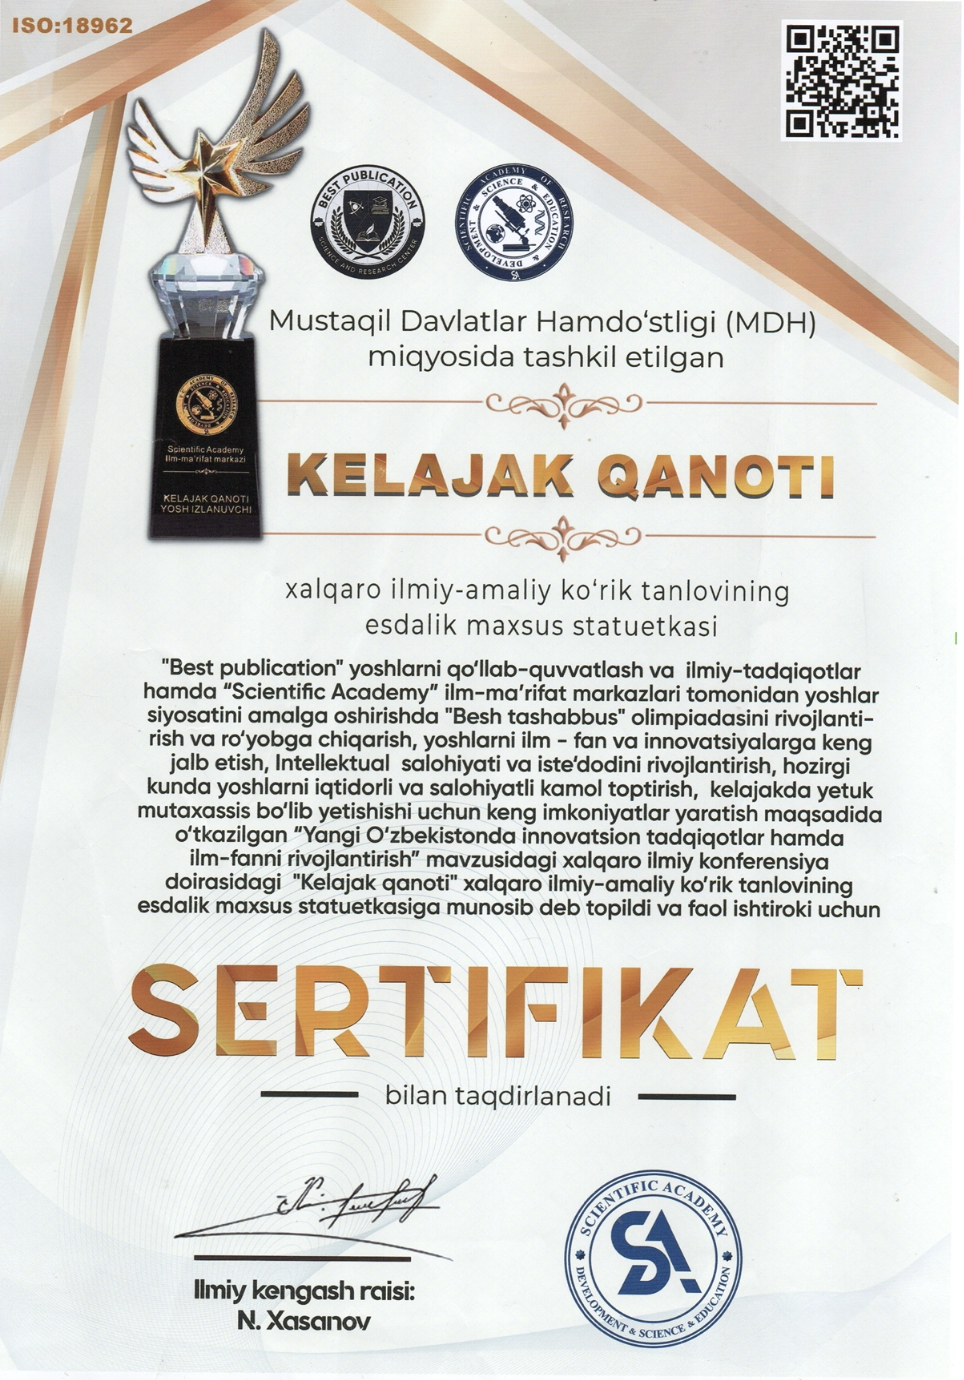 ISO:18962
BEST PUBLICATION
SCIENCE AND RESEARCH CENTER
SCIENTIFIC ACADEMY OF RESEARCH
SCIENCE & EDUCATION & DEVELOPMENT &
Mustaqil Davlatlar Hamdo‘stligi (MDH)
miqyosida tashkil etilgan
Scientific Academy
Ilm-ma'rifat markazi
KELAJAK QANOTI
YOSH IZLANUVCHI
KELAJAK QANOTI
xalqaro ilmiy-amaliy ko‘rik tanlovining
esdalik maxsus statuetkasi
"Best publication" yoshlarni qo‘llab-quvvatlash va ilmiy-tadqiqotlar
hamda “Scientific Academy” ilm-ma’rifat markazlari tomonidan yoshlar
siyosatini amalga oshirishda "Besh tashabbus" olimpiadasini rivojlanti-
rish va ro‘yobga chiqarish, yoshlarni ilm - fan va innovatsiyalarga keng
jalb etish, Intellektual salohiyati va iste’dodini rivojlantirish, hozirgi
kunda yoshlarni iqtidorli va salohiyatli kamol toptirish, kelajakda yetuk
mutaxassis bo‘lib yetishishi uchun keng imkoniyatlar yaratish maqsadida
o‘tkazilgan “Yangi O‘zbekistonda innovatsion tadqiqotlar hamda
ilm-fanni rivojlantirish” mavzusidagi xalqaro ilmiy konferensiya
doirasidagi "Kelajak qanoti" xalqaro ilmiy-amaliy ko‘rik tanlovining
esdalik maxsus statuetkasiga munosib deb topildi va faol ishtiroki uchun
SERTIFIKAT
bilan taqdirlanadi
Ilmiy kengash raisi:
N. Xasanov
SCIENTIFIC ACADEMY
SA
DEVELOPMENT & SCIENCE & EDUCATION